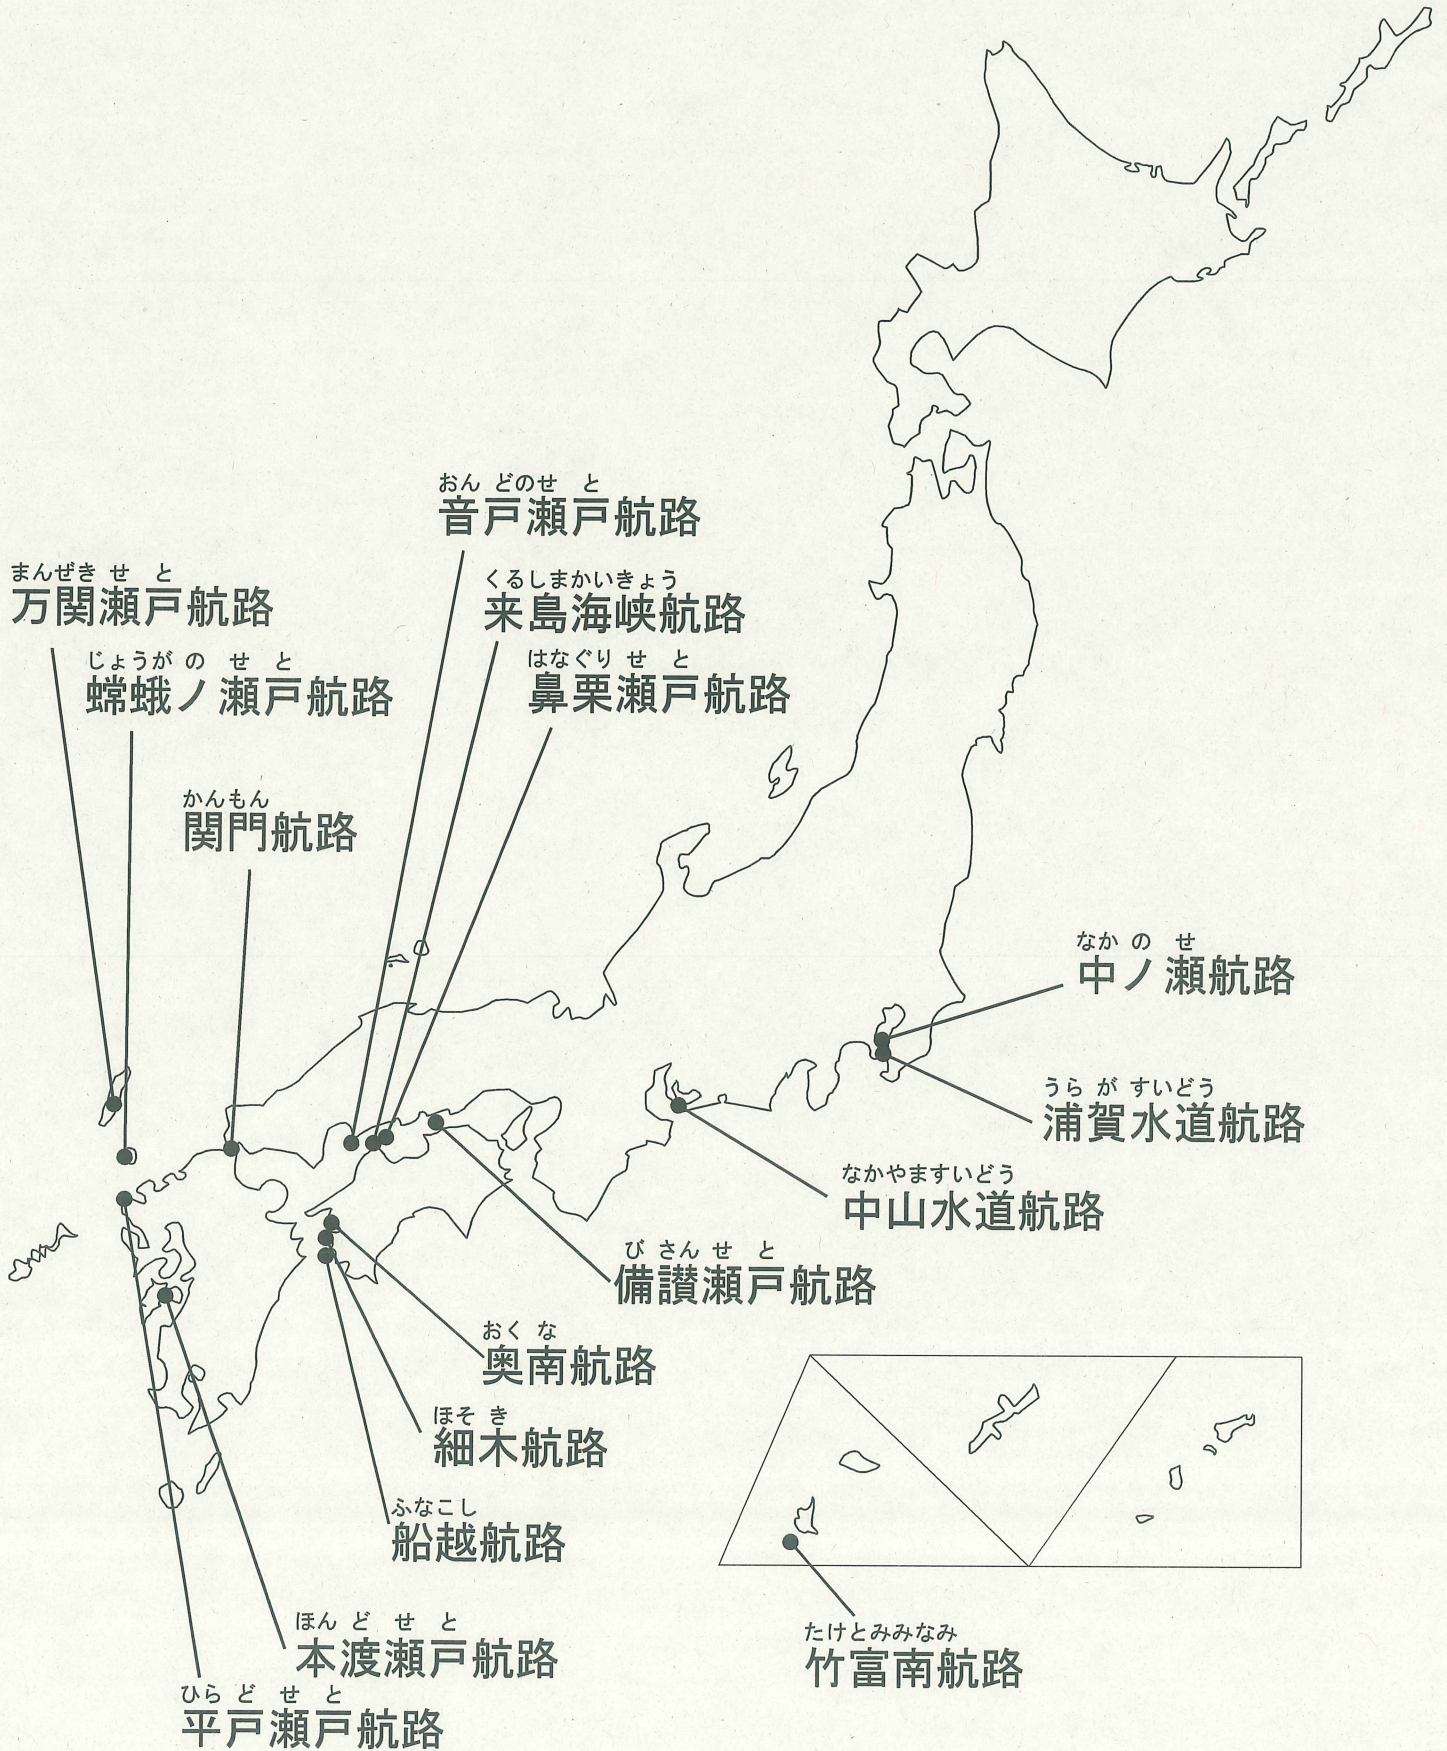 おんどのせと
音戸瀬戸航路
まんぜきせと
万関瀬戸航路
くるしまかいきょう
来島海峡航路
じょうがのせと
嫦蛾ノ瀬戸航路
はなぐりせと
鼻栗瀬戸航路
かんもん
関門航路
なかのせ
中ノ瀬航路
うらがすいどう
浦賀水道航路
なかやますいどう
中山水道航路
びさんせと
備讃瀬戸航路
おくな
奥南航路
ほそき
細木航路
ふなこし
船越航路
ほんどせと
本渡瀬戸航路
たけとみみなみ
竹富南航路
ひらどせと
平戸瀬戸航路